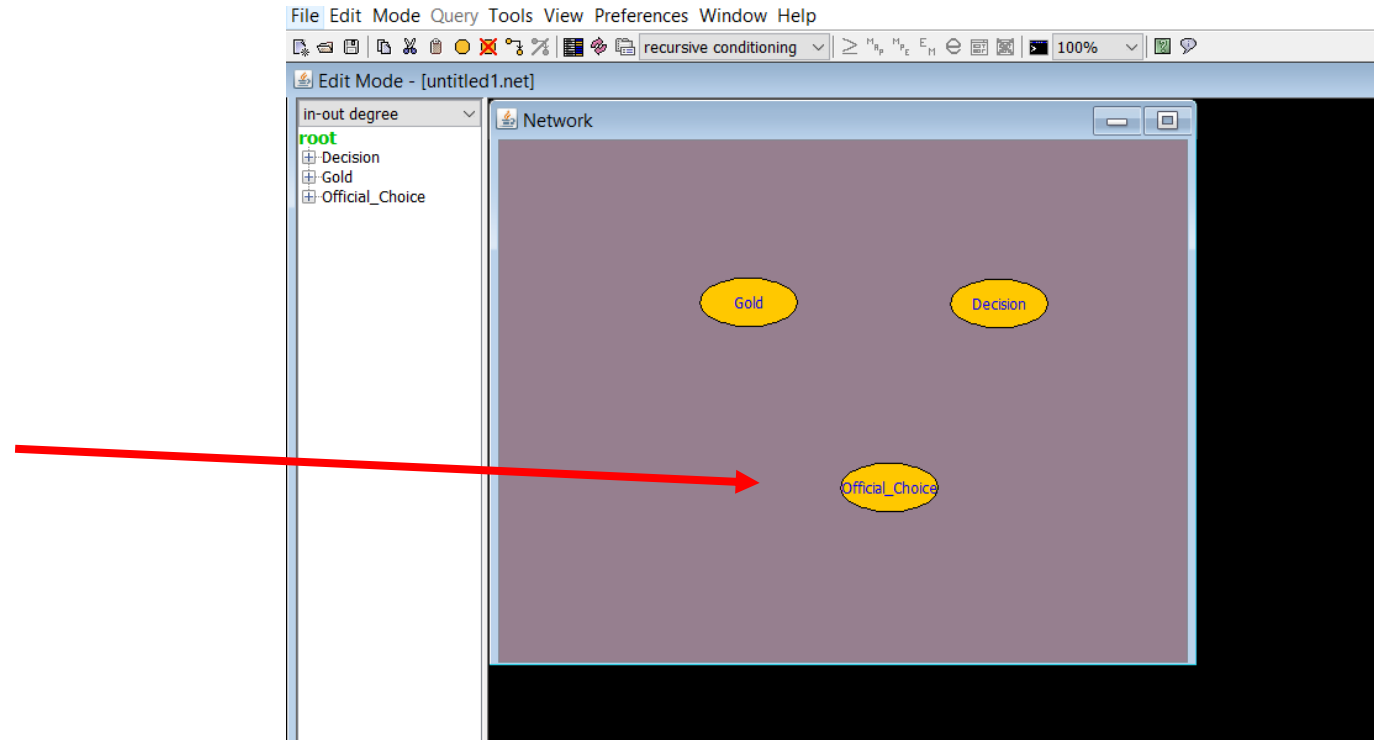 File Edit Mode Query Tools View Preferences Window Help
recursive conditioning 100%
Edit Mode - [untitled1.net]
in-out degree
Network
root
Decision
Gold
Official_Choice
Gold
Decision
Official_Choice